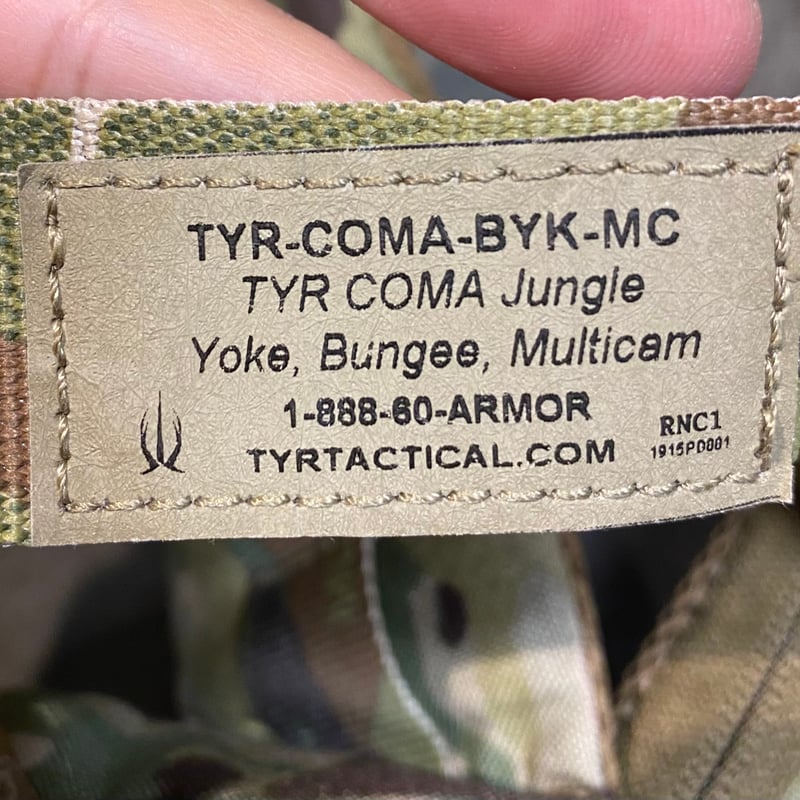 TYR-COMA-BYK-MC
TYR COMA Jungle
Yoke, Bungee, Multicam
1-888-60-ARMOR
TYRTACTICAL.COM
RNC1
1915PD001